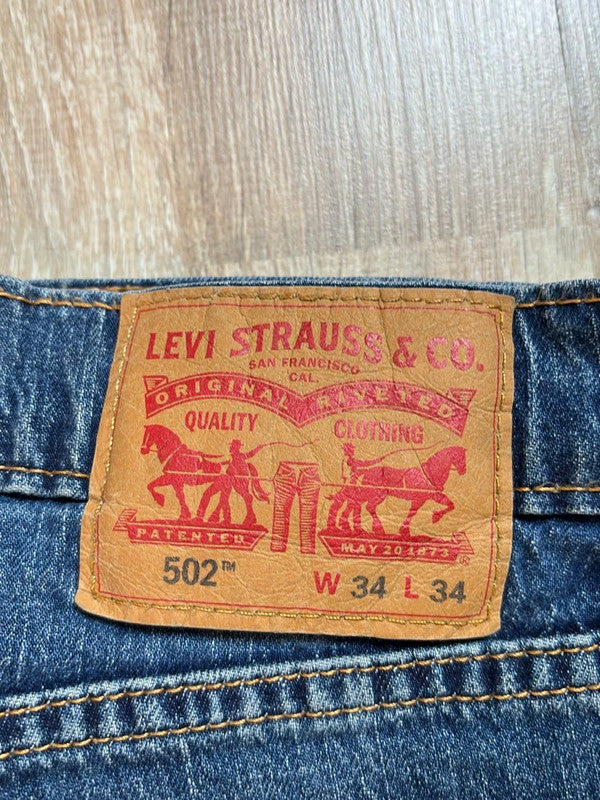 LEVI STRAUSS & CO.
SAN FRANCISCO
CAL.
ORIGINAL RIVETED
QUALITY CLOTHING
PATENTED MAY 20 1873
®
502™ W 34 L 34